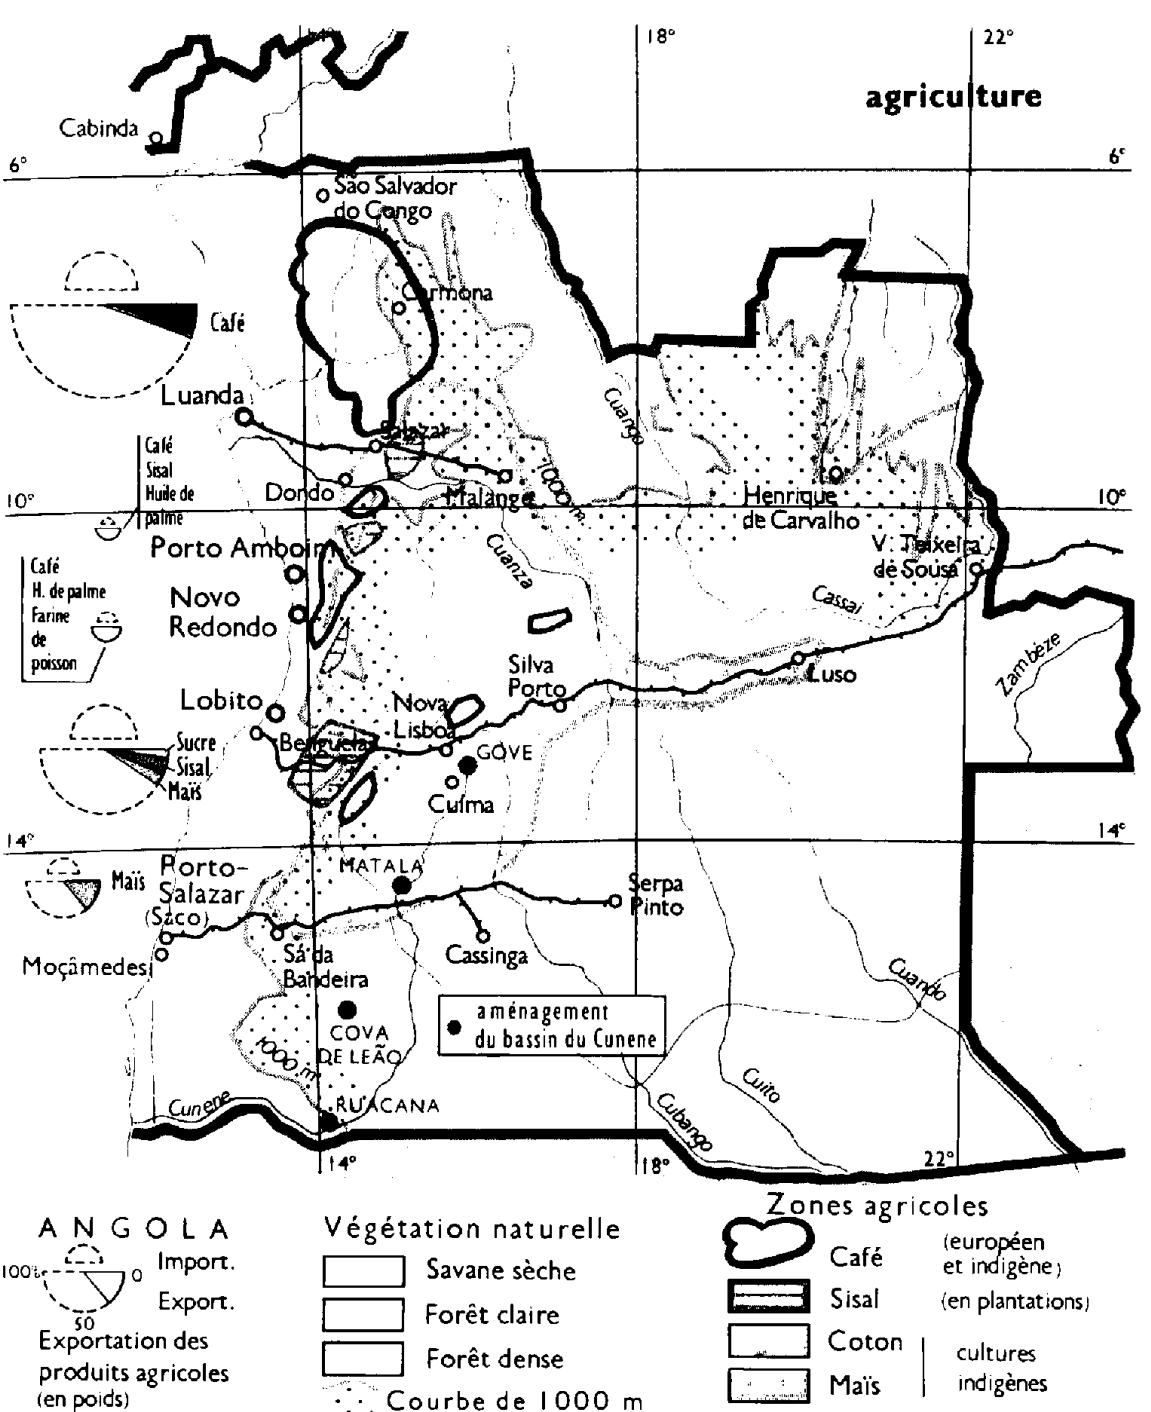 14°
18°
22°
agriculture
Cabinda
6°
6°
São Salvador
do Congo
Carmona
Café
Luanda
Cuango
Salazar
Café
Sisal
Huile de
palme
1000 m.
Dondo
Malange
Henrique
de Carvalho
10°
10°
Porto Amboim
V. Teixeira
de Sousa
Café
H. de palme
Farine
de
poisson
Cuanza
Novo
Redondo
Cassai
Zambèze
Silva
Porto
Luso
Lobito
Nova
Lisboa
Benguela
GOVE
Sucre
Sisal
Maïs
Cuíma
14°
14°
Maïs
Porto-
Salazar
(Saco)
MATALA
Serpa
Pinto
Moçâmedes
Sá da
Bandeira
Cassinga
Cuando
aménagement
du bassin du Cunene
COVA
DE LEÃO
1000 m
Cunene
RUACANA
Cuito
Cubango
14°
18°
22°
ANGOLA
Import.
100%
0
Export.
50
Exportation des
produits agricoles
(en poids)
Végétation naturelle
Savane sèche
Forêt claire
Forêt dense
Courbe de 1000 m
Zones agricoles
Café
(européen
et indigène)
Sisal
(en plantations)
Coton
Maïs
cultures
indigènes